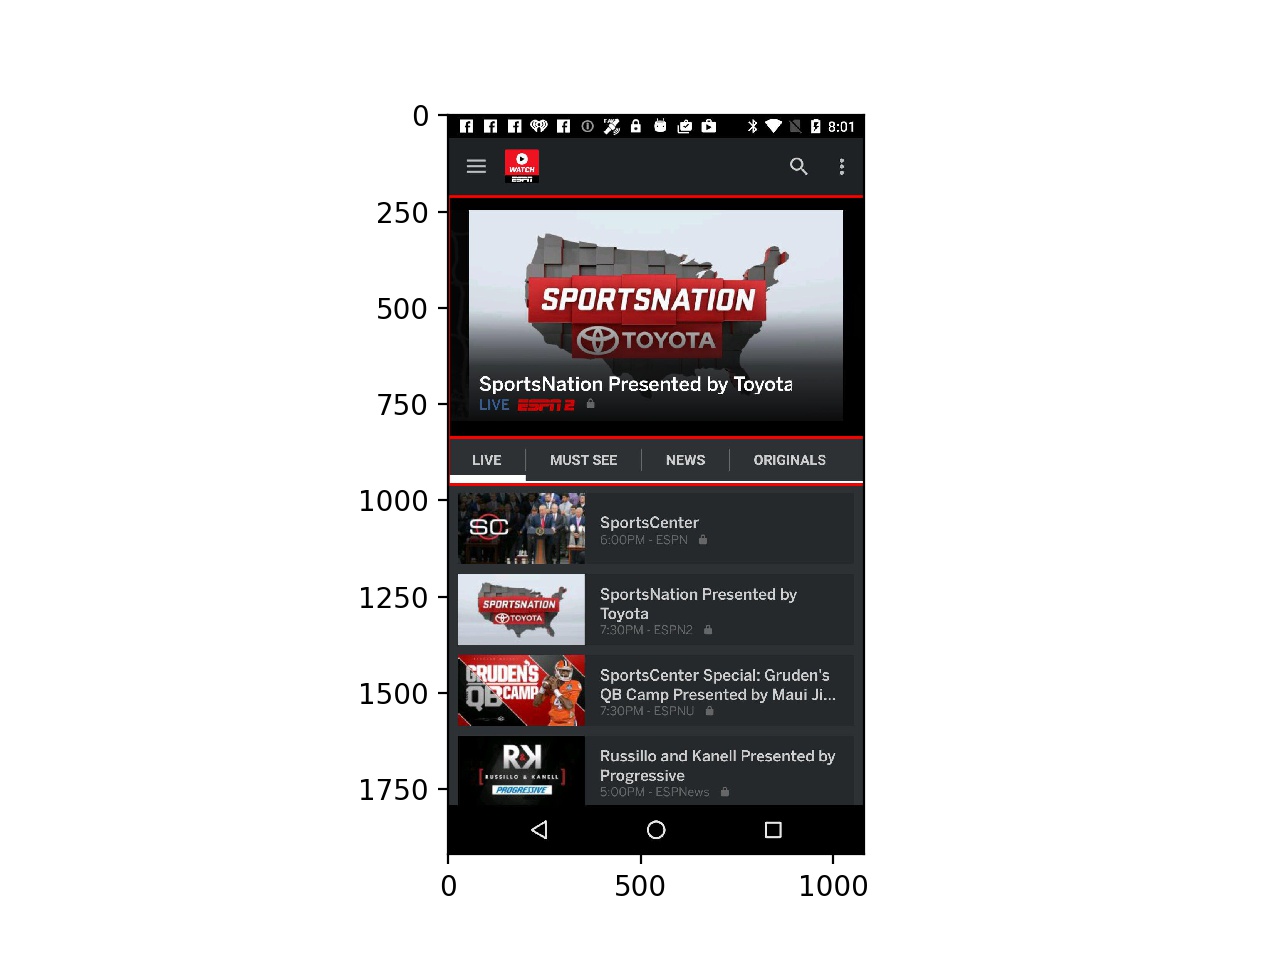 0
250
500
750
1000
1250
1500
1750
8:01
WATCH
ESPN
SPORTSNATION
TOYOTA
SportsNation Presented by Toyota
LIVE ESPN 2
LIVE MUST SEE NEWS ORIGINALS
SC
SportsCenter
6:00PM - ESPN
SPORTSNATION
TOYOTA
SportsNation Presented by
Toyota
7:30PM - ESPN2
GRUDEN'S
QB CAMP
SportsCenter Special: Gruden's
QB Camp Presented by Maui Ji...
7:30PM - ESPNU
R&K
RUSSILLO & KANELL
PROGRESSIVE
Russillo and Kanell Presented by
Progressive
5:00PM - ESPNews
0 500 1000